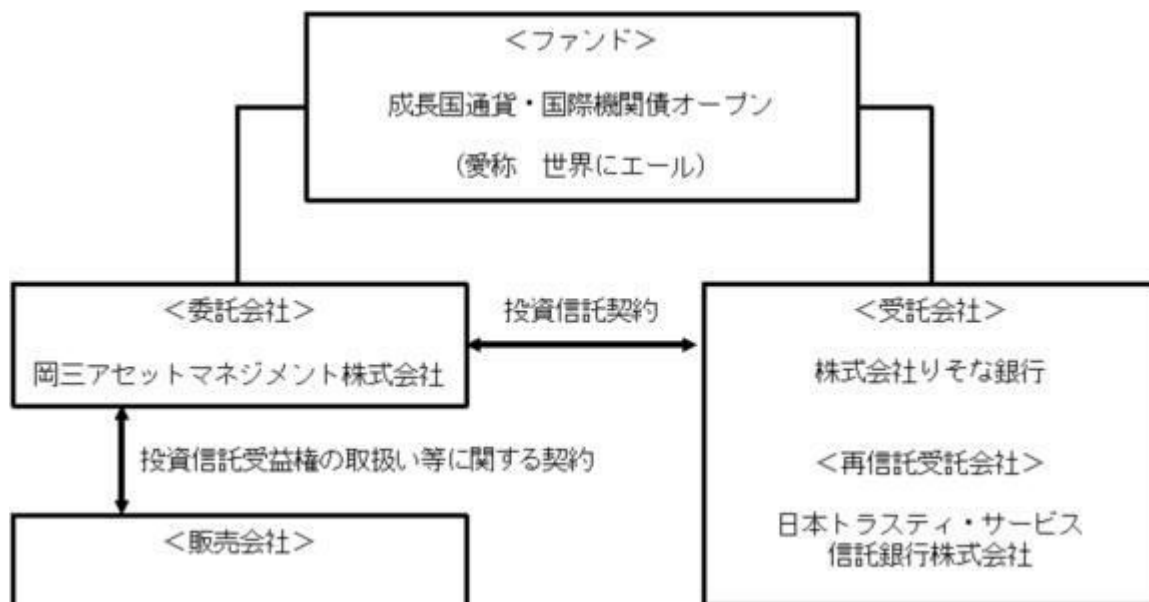 ＜ファンド＞
成長国通貨・国際機関債オープン
（愛称　世界にエール）
＜委託会社＞
岡三アセットマネジメント株式会社
投資信託契約
＜受託会社＞
株式会社りそな銀行
＜再信託受託会社＞
日本トラスティ・サービス
信託銀行株式会社
投資信託受益権の取扱い等に関する契約
＜販売会社＞